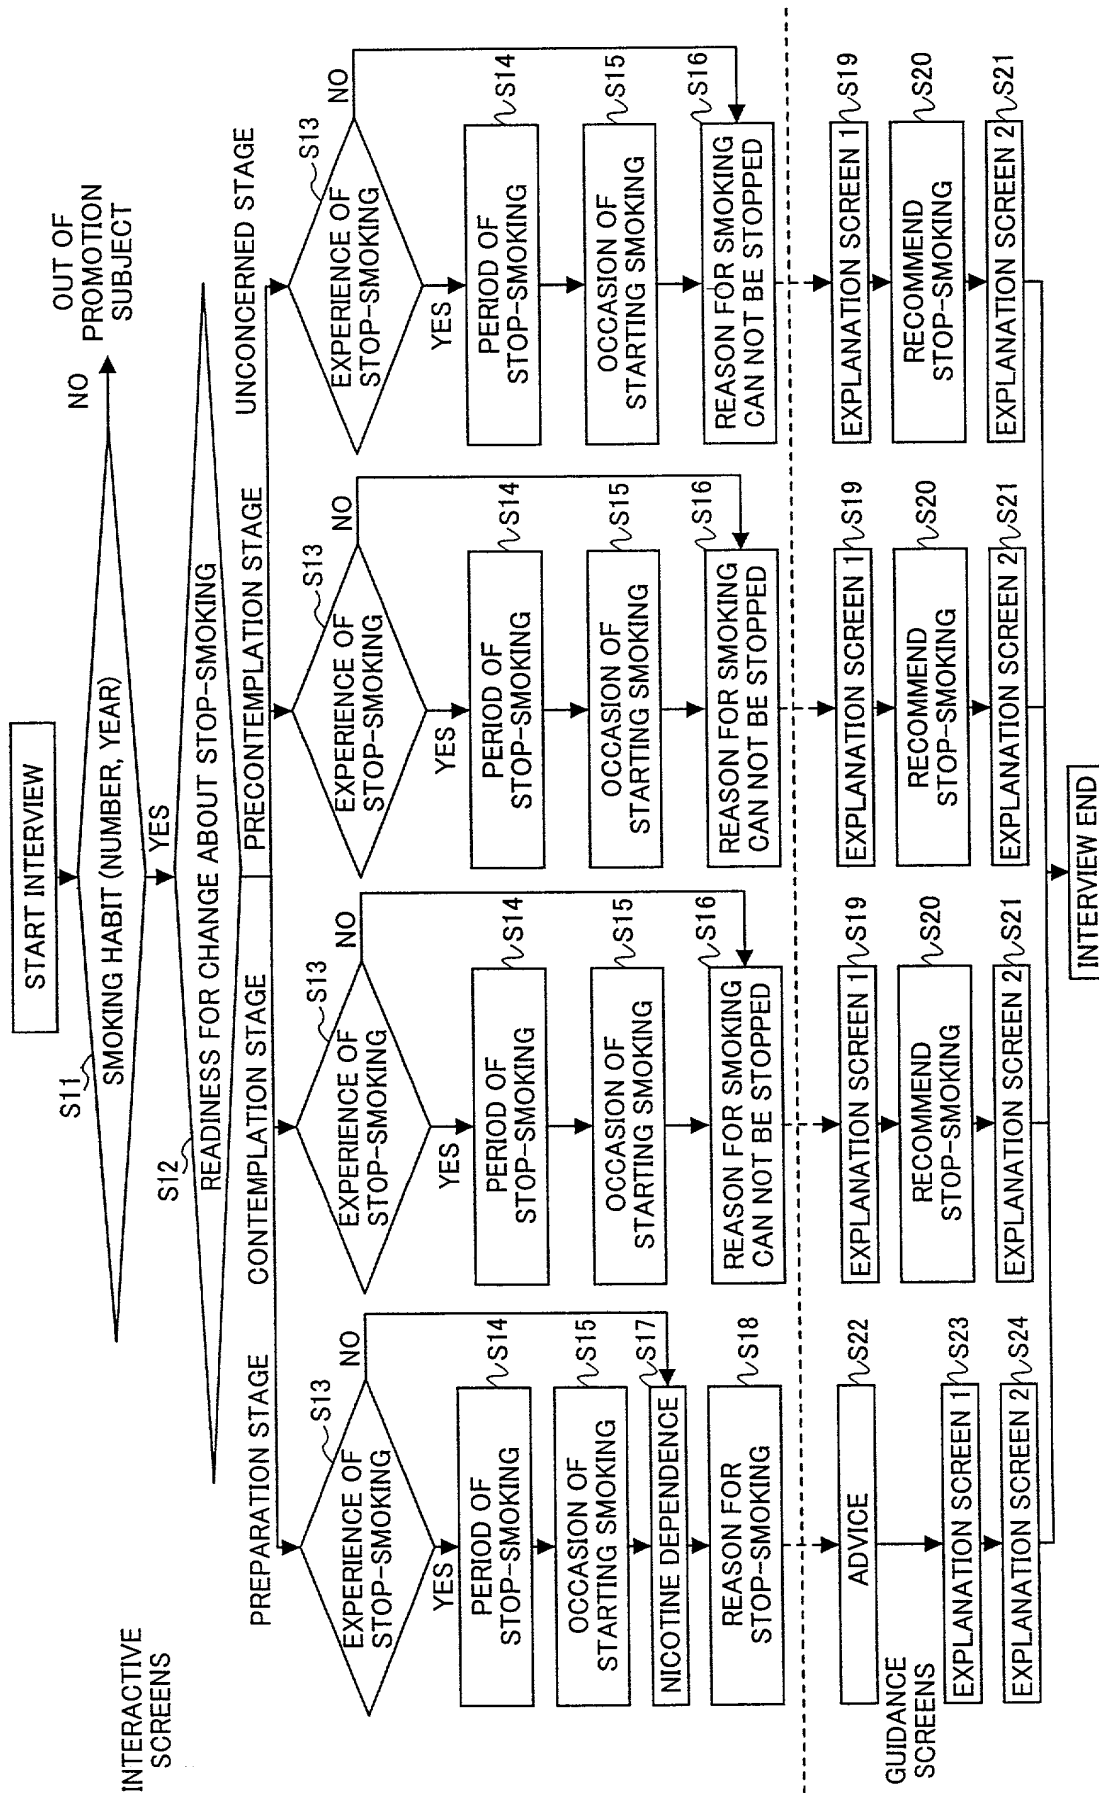 INTERACTIVE
SCREENS
START INTERVIEW
S11
SMOKING HABIT (NUMBER, YEAR)
NO
OUT OF
PROMOTION
SUBJECT
YES
S12
READINESS FOR CHANGE ABOUT STOP-SMOKING
PREPARATION STAGE
CONTEMPLATION STAGE
PRECONTEMPLATION STAGE
UNCONCERNED STAGE
S13
EXPERIENCE OF
STOP-SMOKING
NO
YES
PERIOD OF
STOP-SMOKING
S14
OCCASION OF
STARTING SMOKING
S15
NICOTINE DEPENDENCE
S17
REASON FOR
STOP-SMOKING
S18
S13
EXPERIENCE OF
STOP-SMOKING
NO
YES
PERIOD OF
STOP-SMOKING
S14
OCCASION OF
STARTING SMOKING
S15
S16
REASON FOR SMOKING
CAN NOT BE STOPPED
S13
EXPERIENCE OF
STOP-SMOKING
NO
YES
PERIOD OF
STOP-SMOKING
S14
OCCASION OF
STARTING SMOKING
S15
S16
REASON FOR SMOKING
CAN NOT BE STOPPED
S13
EXPERIENCE OF
STOP-SMOKING
NO
YES
PERIOD OF
STOP-SMOKING
S14
OCCASION OF
STARTING SMOKING
S15
S16
REASON FOR SMOKING
CAN NOT BE STOPPED
GUIDANCE
SCREENS
ADVICE
S22
EXPLANATION SCREEN 1
S23
EXPLANATION SCREEN 2
S24
EXPLANATION SCREEN 1
S19
RECOMMEND
STOP-SMOKING
S20
EXPLANATION SCREEN 2
S21
EXPLANATION SCREEN 1
S19
RECOMMEND
STOP-SMOKING
S20
EXPLANATION SCREEN 2
S21
EXPLANATION SCREEN 1
S19
RECOMMEND
STOP-SMOKING
S20
EXPLANATION SCREEN 2
S21
INTERVIEW END